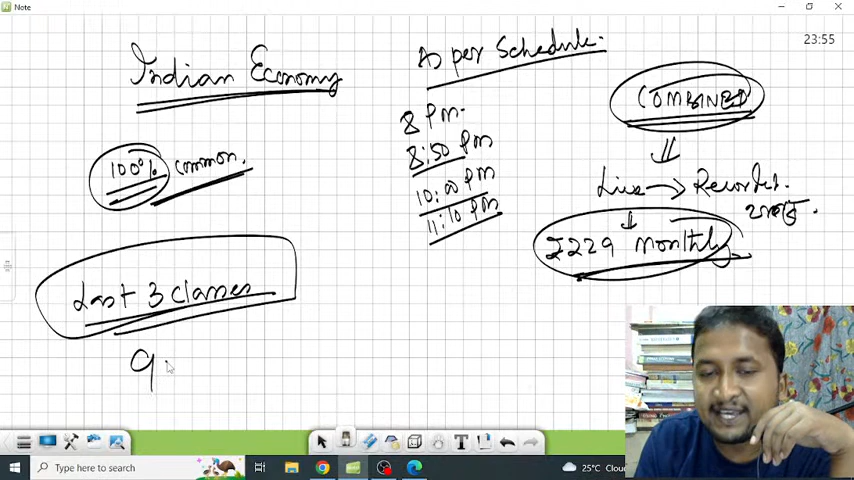 Note
23:55
Indian Economy
100% common.
Last 3 classes
9
As per Schedule.
8 PM.
8:50 PM
10:00 PM
11:10 PM
COMBINED
Live → Recorded.
₹229 monthly
Type here to search
25°C Cloud